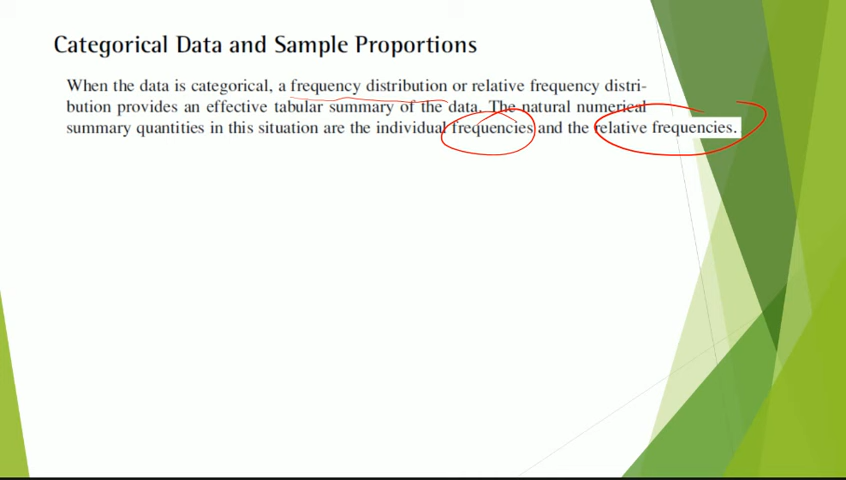 Categorical Data and Sample Proportions
When the data is categorical, a frequency distribution or relative frequency distri-
bution provides an effective tabular summary of the data. The natural numerical
summary quantities in this situation are the individual frequencies and the relative frequencies.